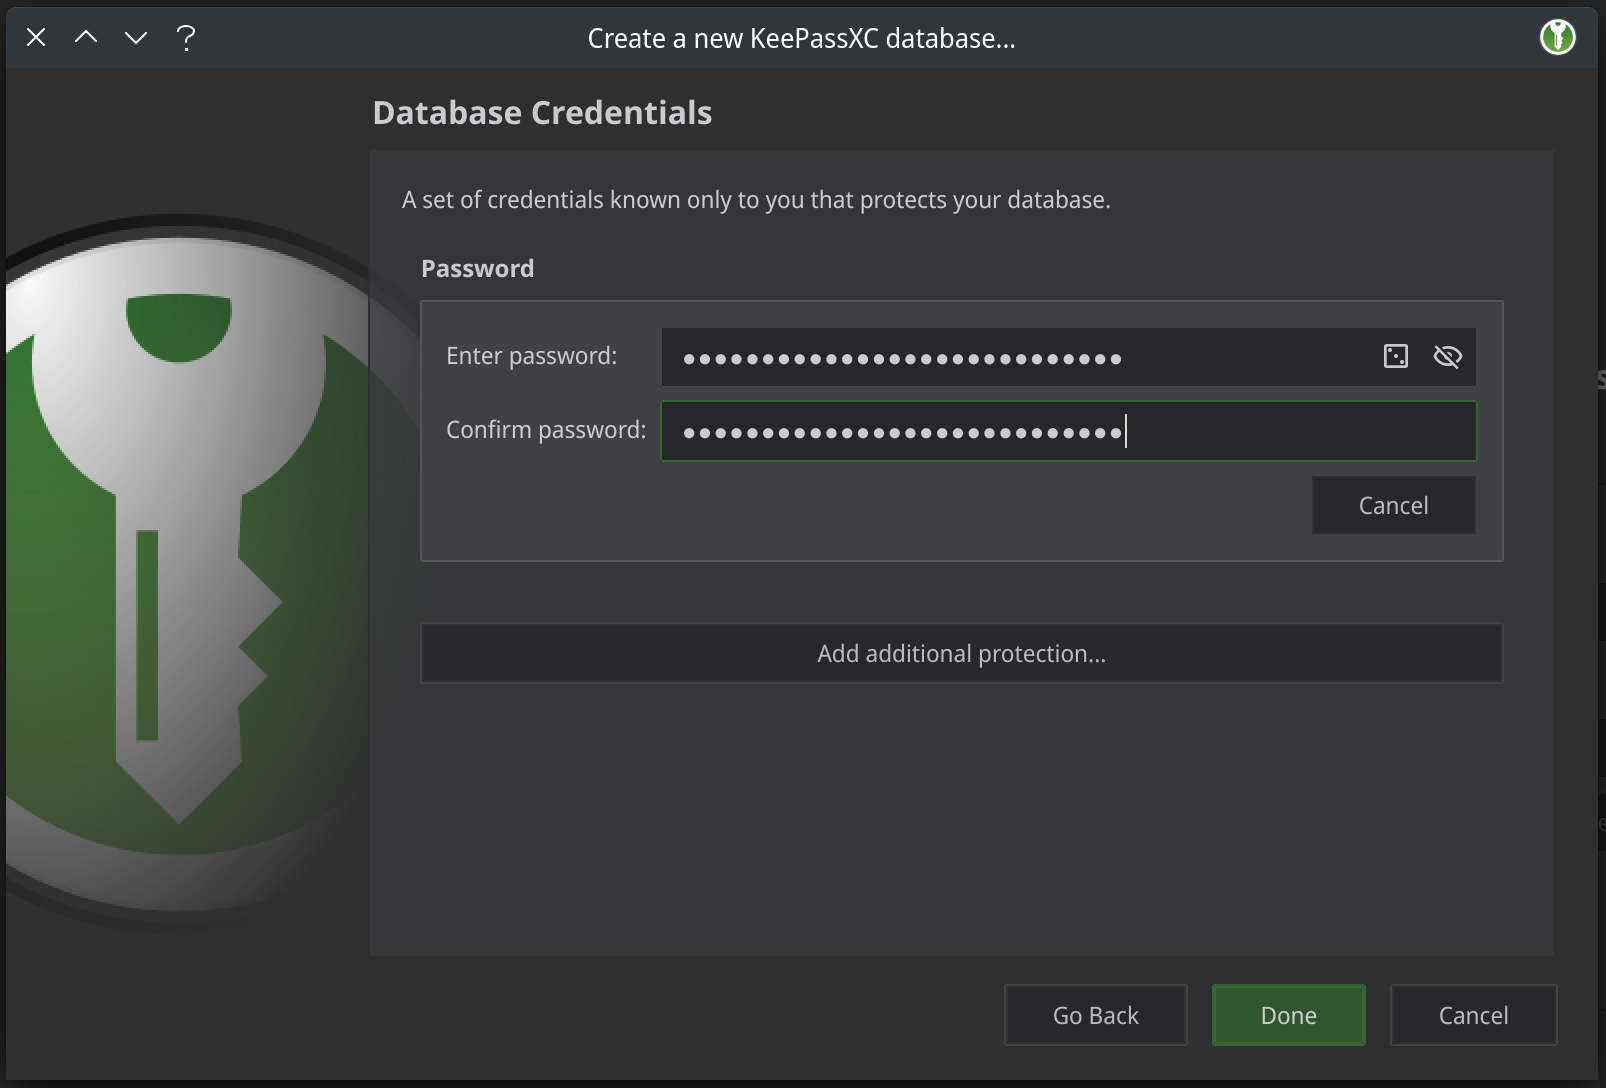 Create a new KeePassXC database...
Database Credentials
A set of credentials known only to you that protects your database.
Password
Enter password: ●●●●●●●●●●●●●●●●●●●●●●●●●●●●
Confirm password: ●●●●●●●●●●●●●●●●●●●●●●●●●●●●
Cancel
Add additional protection...
Go Back
Done
Cancel